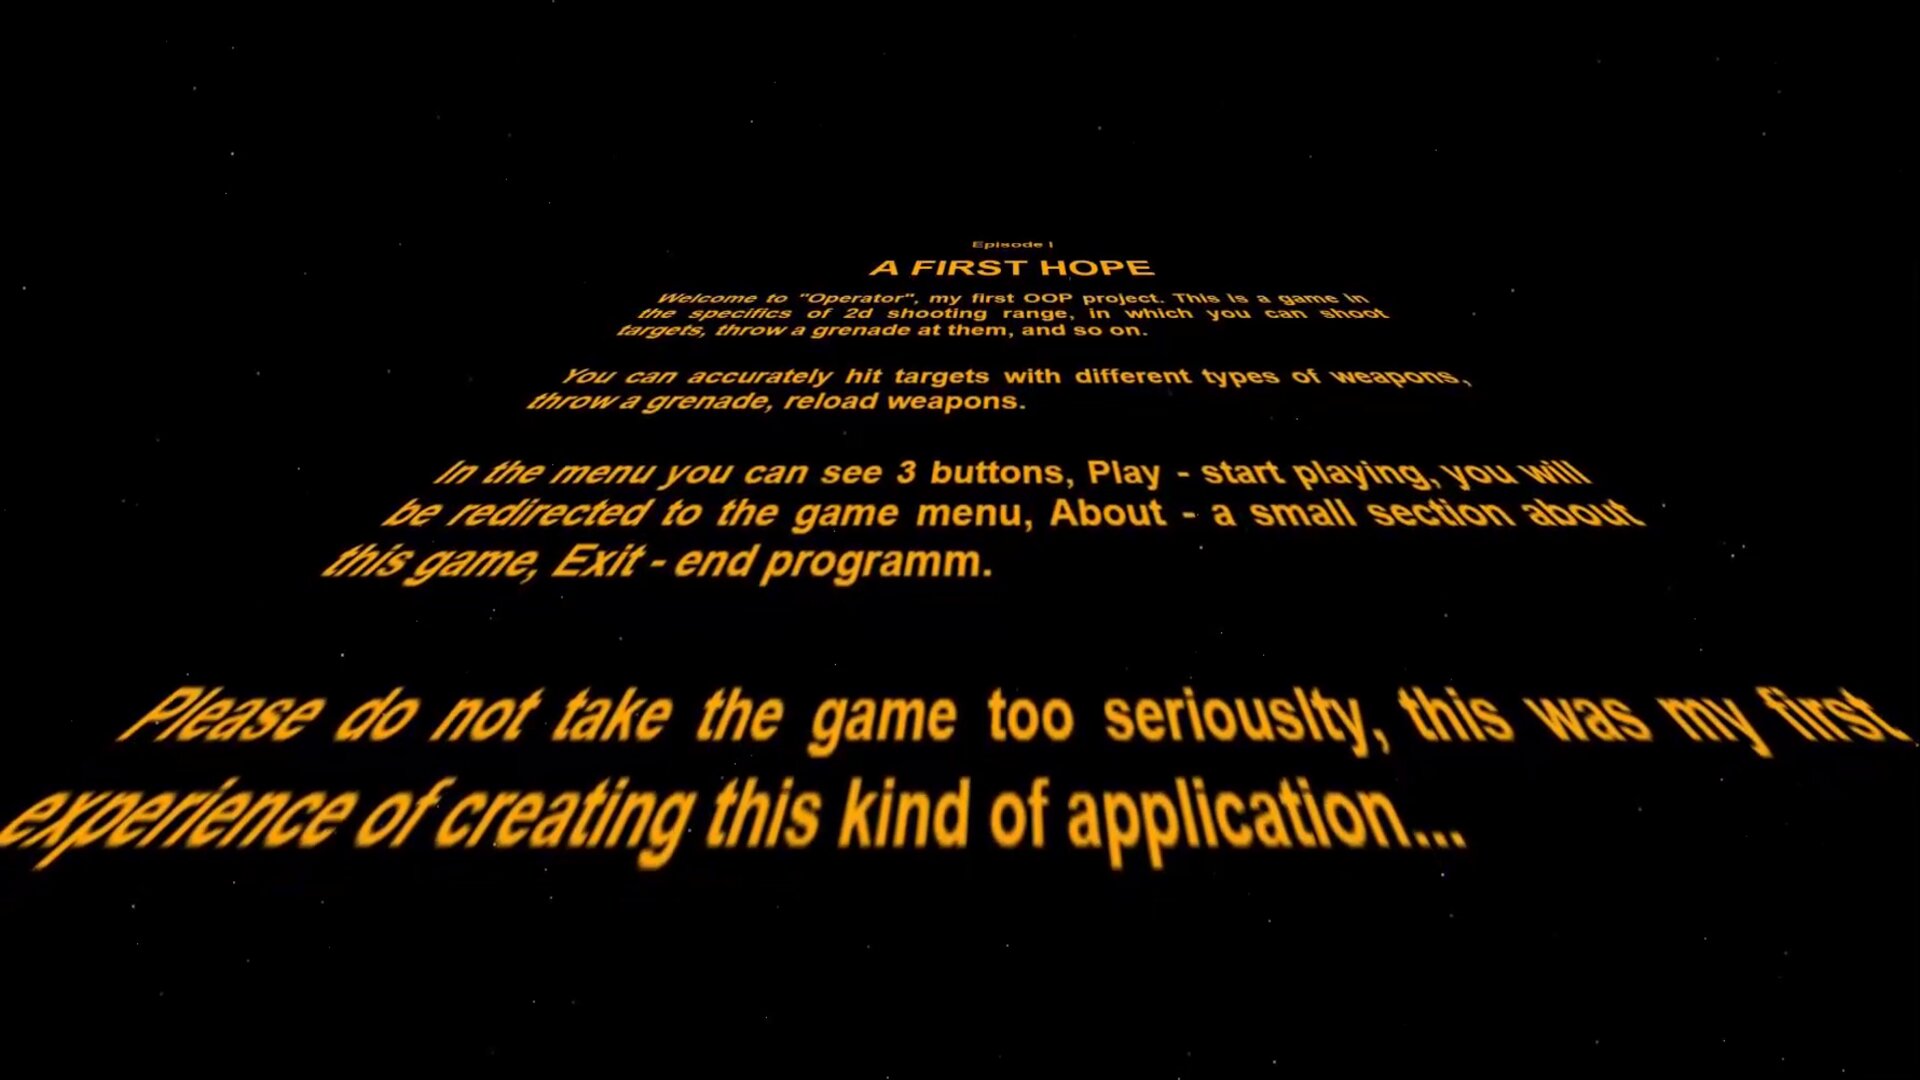 Episode I
A FIRST HOPE
Welcome to "Operator", my first OOP project. This is a game in
the specifics of 2d shooting range, in which you can shoot
targets, throw a grenade at them, and so on.
You can accurately hit targets with different types of weapons,
throw a grenade, reload weapons.
In the menu you can see 3 buttons, Play - start playing, you will
be redirected to the game menu, About - a small section about
this game, Exit - end programm.
Please do not take the game too seriouslty, this was my first
experience of creating this kind of application...